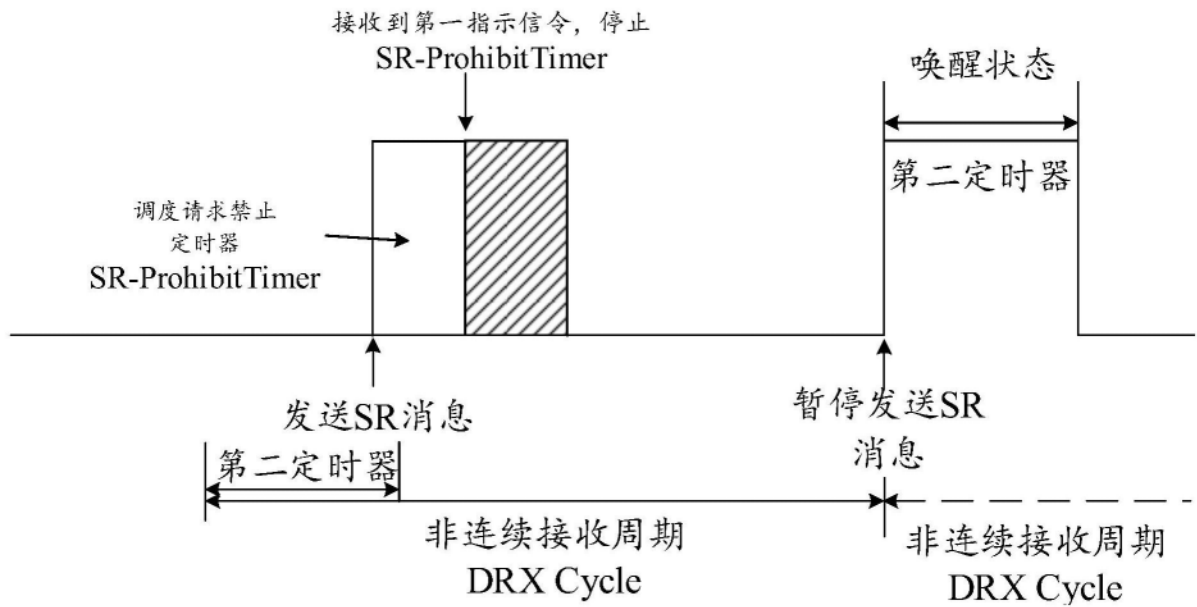 接收到第一指示信令，停止
SR-ProhibitTimer
唤醒状态
第二定时器
调度请求禁止
定时器
SR-ProhibitTimer
发送SR消息
暂停发送SR
消息
第二定时器
非连续接收周期
DRX Cycle
非连续接收周期
DRX Cycle